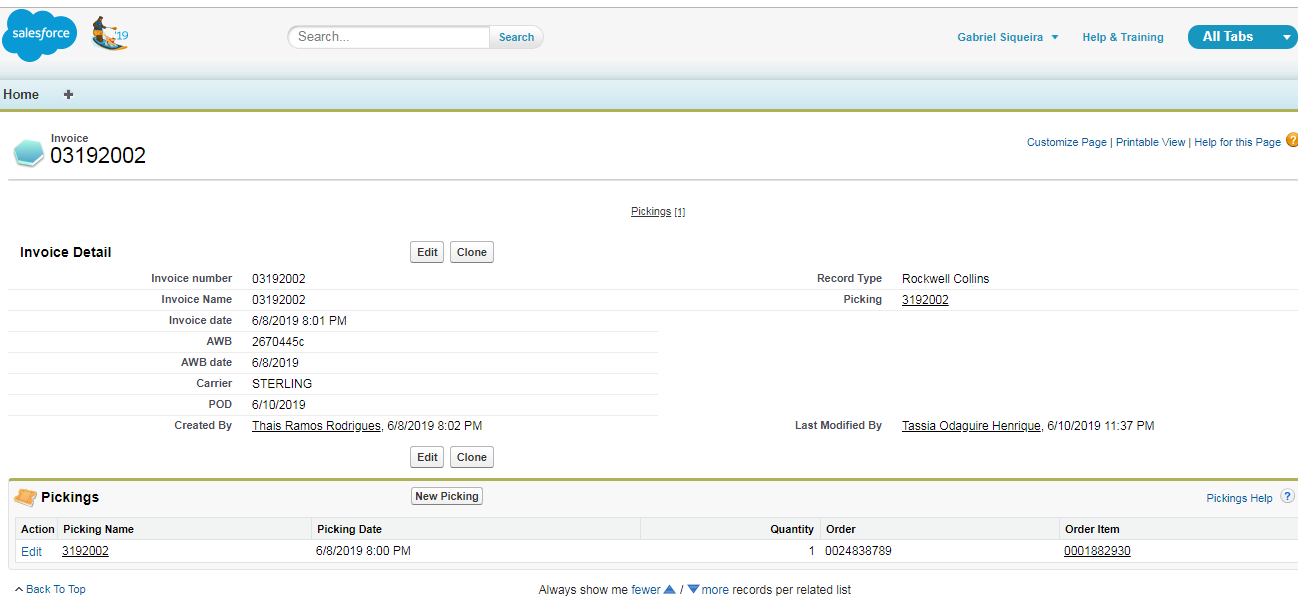 salesforce
'19
Search...
Search
Gabriel Siqueira
Help & Training
All Tabs
Home +
Invoice
03192002
Customize Page | Printable View | Help for this Page ?
Pickings [1]
Invoice Detail Edit Clone
Invoice number 03192002 Record Type Rockwell Collins
Invoice Name 03192002 Picking 3192002
Invoice date 6/8/2019 8:01 PM
AWB 2670445c
AWB date 6/8/2019
Carrier STERLING
POD 6/10/2019
Created By Thais Ramos Rodrigues, 6/8/2019 8:02 PM Last Modified By Tassia Odaguire Henrique, 6/10/2019 11:37 PM
Edit Clone
Pickings New Picking Pickings Help ?
Action Picking Name Picking Date Quantity Order Order Item
Edit 3192002 6/8/2019 8:00 PM 1 0024838789 0001882930
Back To Top Always show me fewer / more records per related list